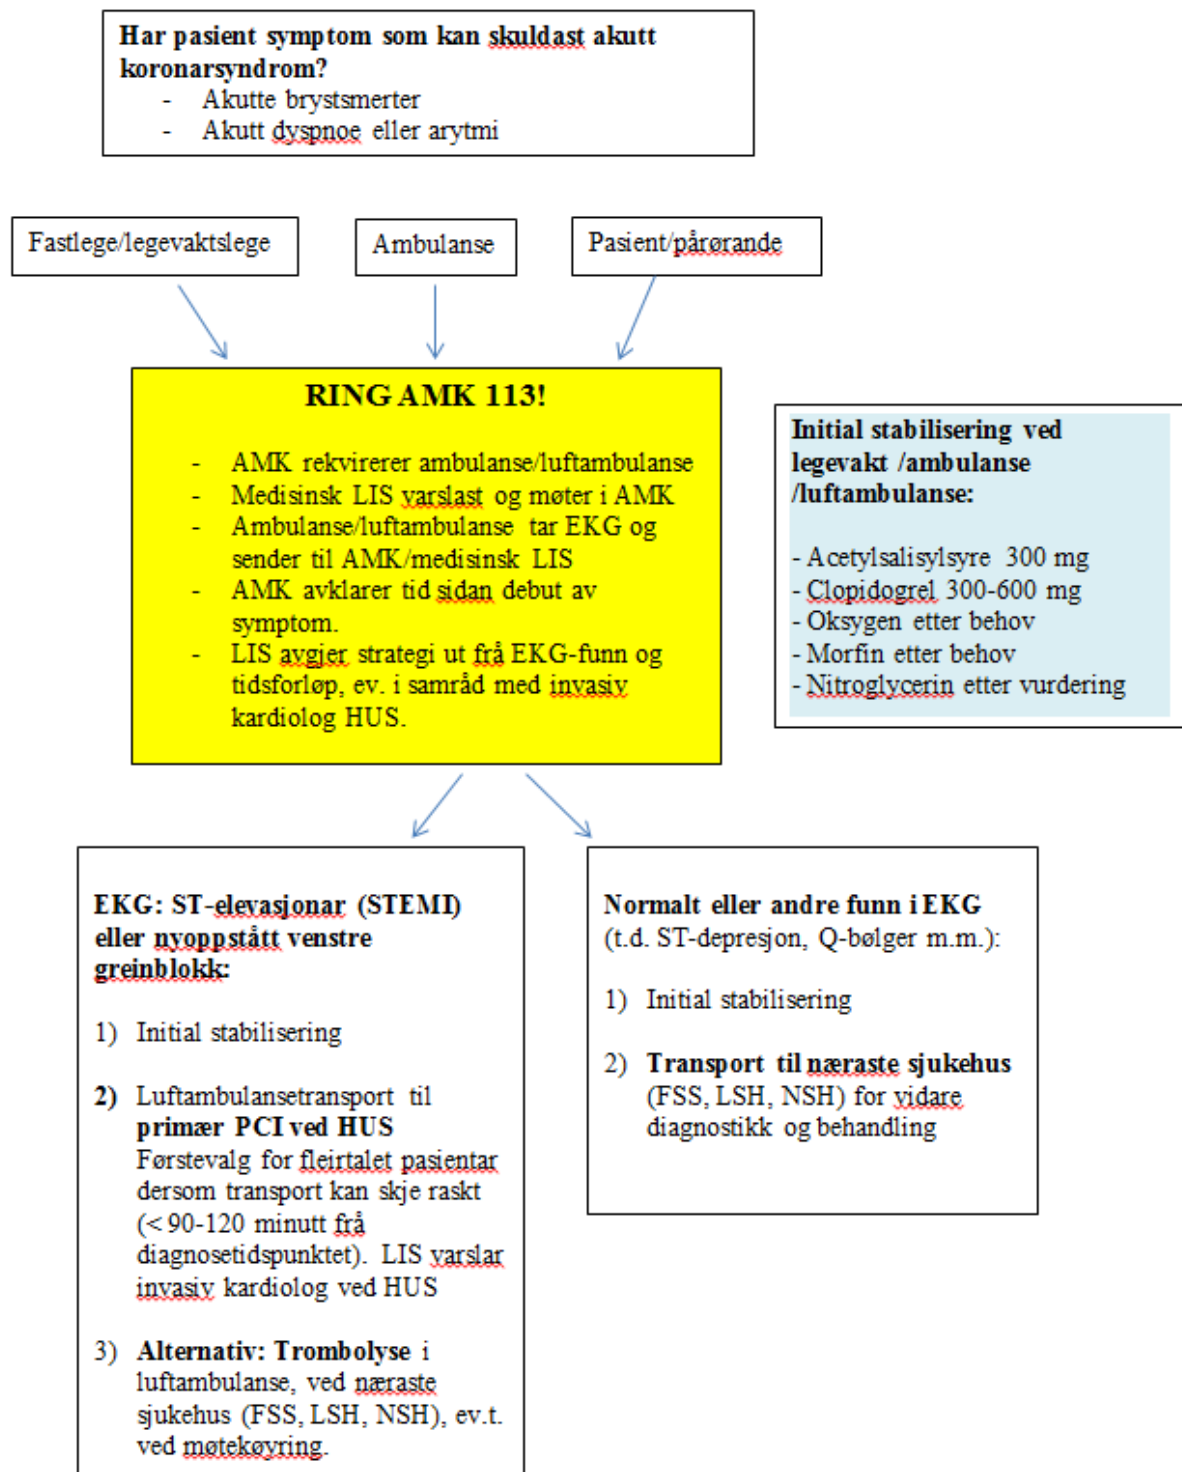 Har pasient symptom som kan skuldast akutt
koronarsyndrom?
- Akutte brystsmerter
- Akutt dyspnoe eller arytmi
Fastlege/legevaktslege
Ambulanse
Pasient/pårørande
RING AMK 113!
- AMK rekvirerer ambulanse/luftambulanse
- Medisinsk LIS varslast og møter i AMK
- Ambulanse/luftambulanse tar EKG og
sender til AMK/medisinsk LIS
- AMK avklarer tid sidan debut av
symptom.
- LIS avgjer strategi ut frå EKG-funn og
tidsforløp, ev. i samråd med invasiv
kardiolog HUS.
Initial stabilisering ved
legevakt /ambulanse
/luftambulanse:
- Acetylsalisylsyre 300 mg
- Clopidogrel 300-600 mg
- Oksygen etter behov
- Morfin etter behov
- Nitroglycerin etter vurdering
EKG: ST-elevasjonar (STEMI)
eller nyoppstått venstre
greinblokk:
1) Initial stabilisering
2) Luftambulansetransport til
primær PCI ved HUS
Førstevalg for fleirtalet pasientar
dersom transport kan skje raskt
(< 90-120 minutt frå
diagnosetidspunktet). LIS varslar
invasiv kardiolog ved HUS
3) Alternativ: Trombolyse i
luftambulanse, ved næraste
sjukehus (FSS, LSH, NSH), ev.t.
ved møtekøyring.
Normalt eller andre funn i EKG
(t.d. ST-depresjon, Q-bølger m.m.):
1) Initial stabilisering
2) Transport til næraste sjukehus
(FSS, LSH, NSH) for vidare
diagnostikk og behandling